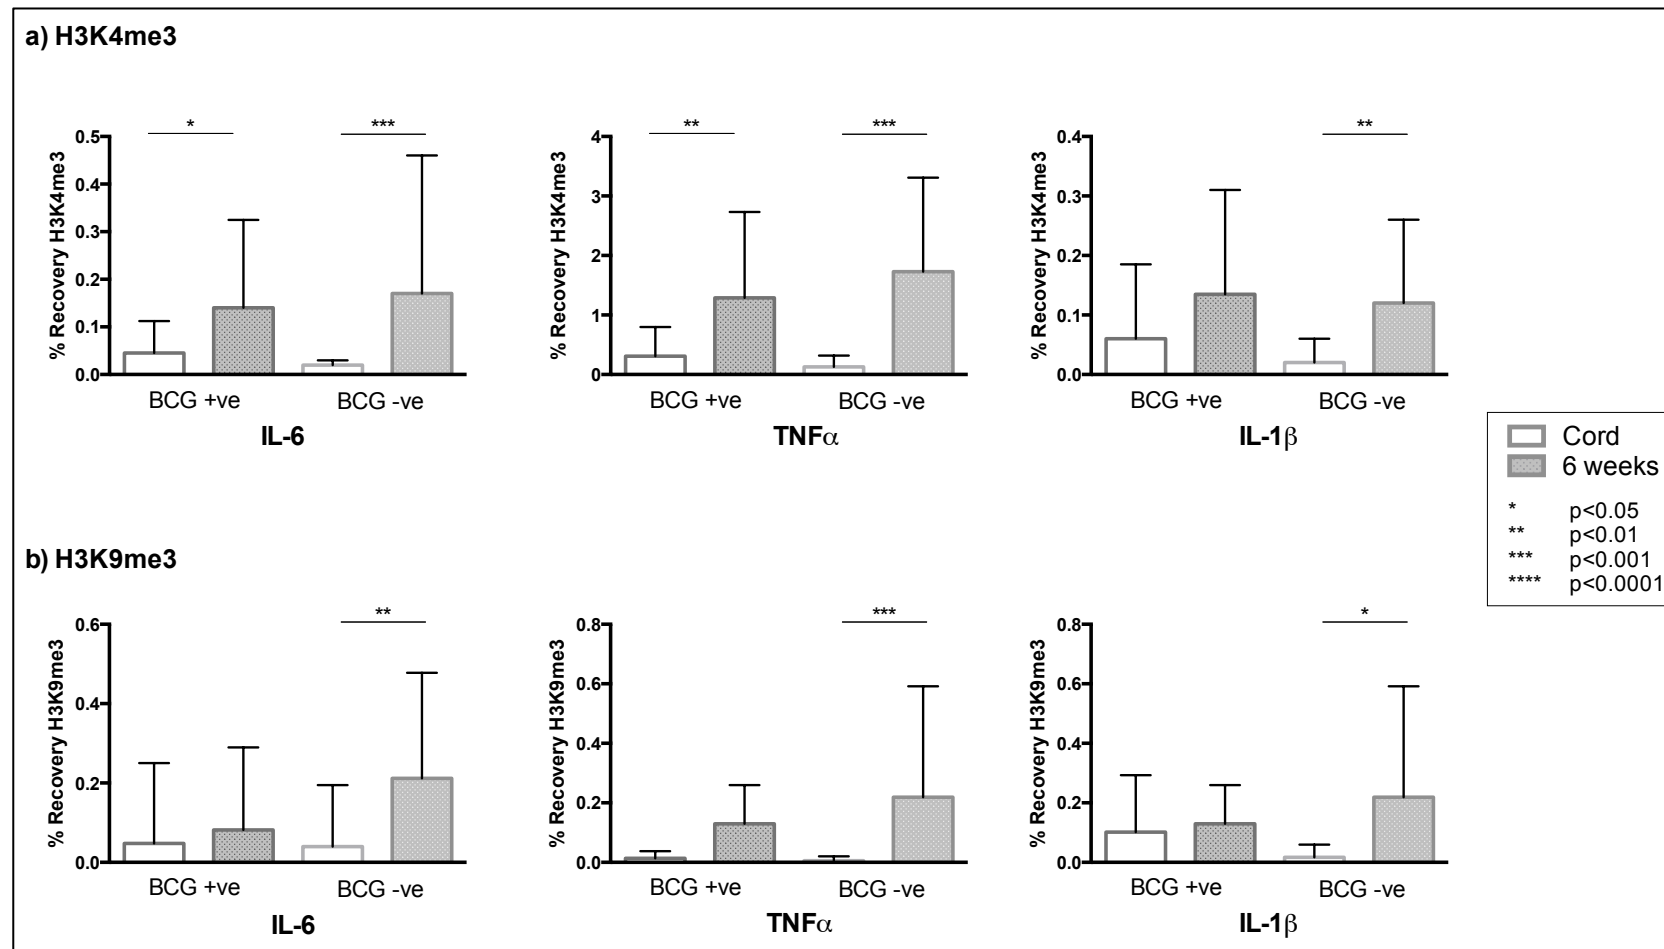 a) H3K4me3
* ***
% Recovery H3K4me3
0.5
0.4
0.3
0.2
0.1
0.0
BCG +ve BCG -ve
IL-6
** ***
% Recovery H3K4me3
4
3
2
1
0
BCG +ve BCG -ve
TNFα
**
% Recovery H3K4me3
0.4
0.3
0.2
0.1
0.0
BCG +ve BCG -ve
IL-1β
Cord
6 weeks
* p<0.05
** p<0.01
*** p<0.001
**** p<0.0001
b) H3K9me3
**
% Recovery H3K9me3
0.6
0.4
0.2
0.0
BCG +ve BCG -ve
IL-6
***
% Recovery H3K9me3
0.8
0.6
0.4
0.2
0.0
BCG +ve BCG -ve
TNFα
*
% Recovery H3K9me3
0.8
0.6
0.4
0.2
0.0
BCG +ve BCG -ve
IL-1β